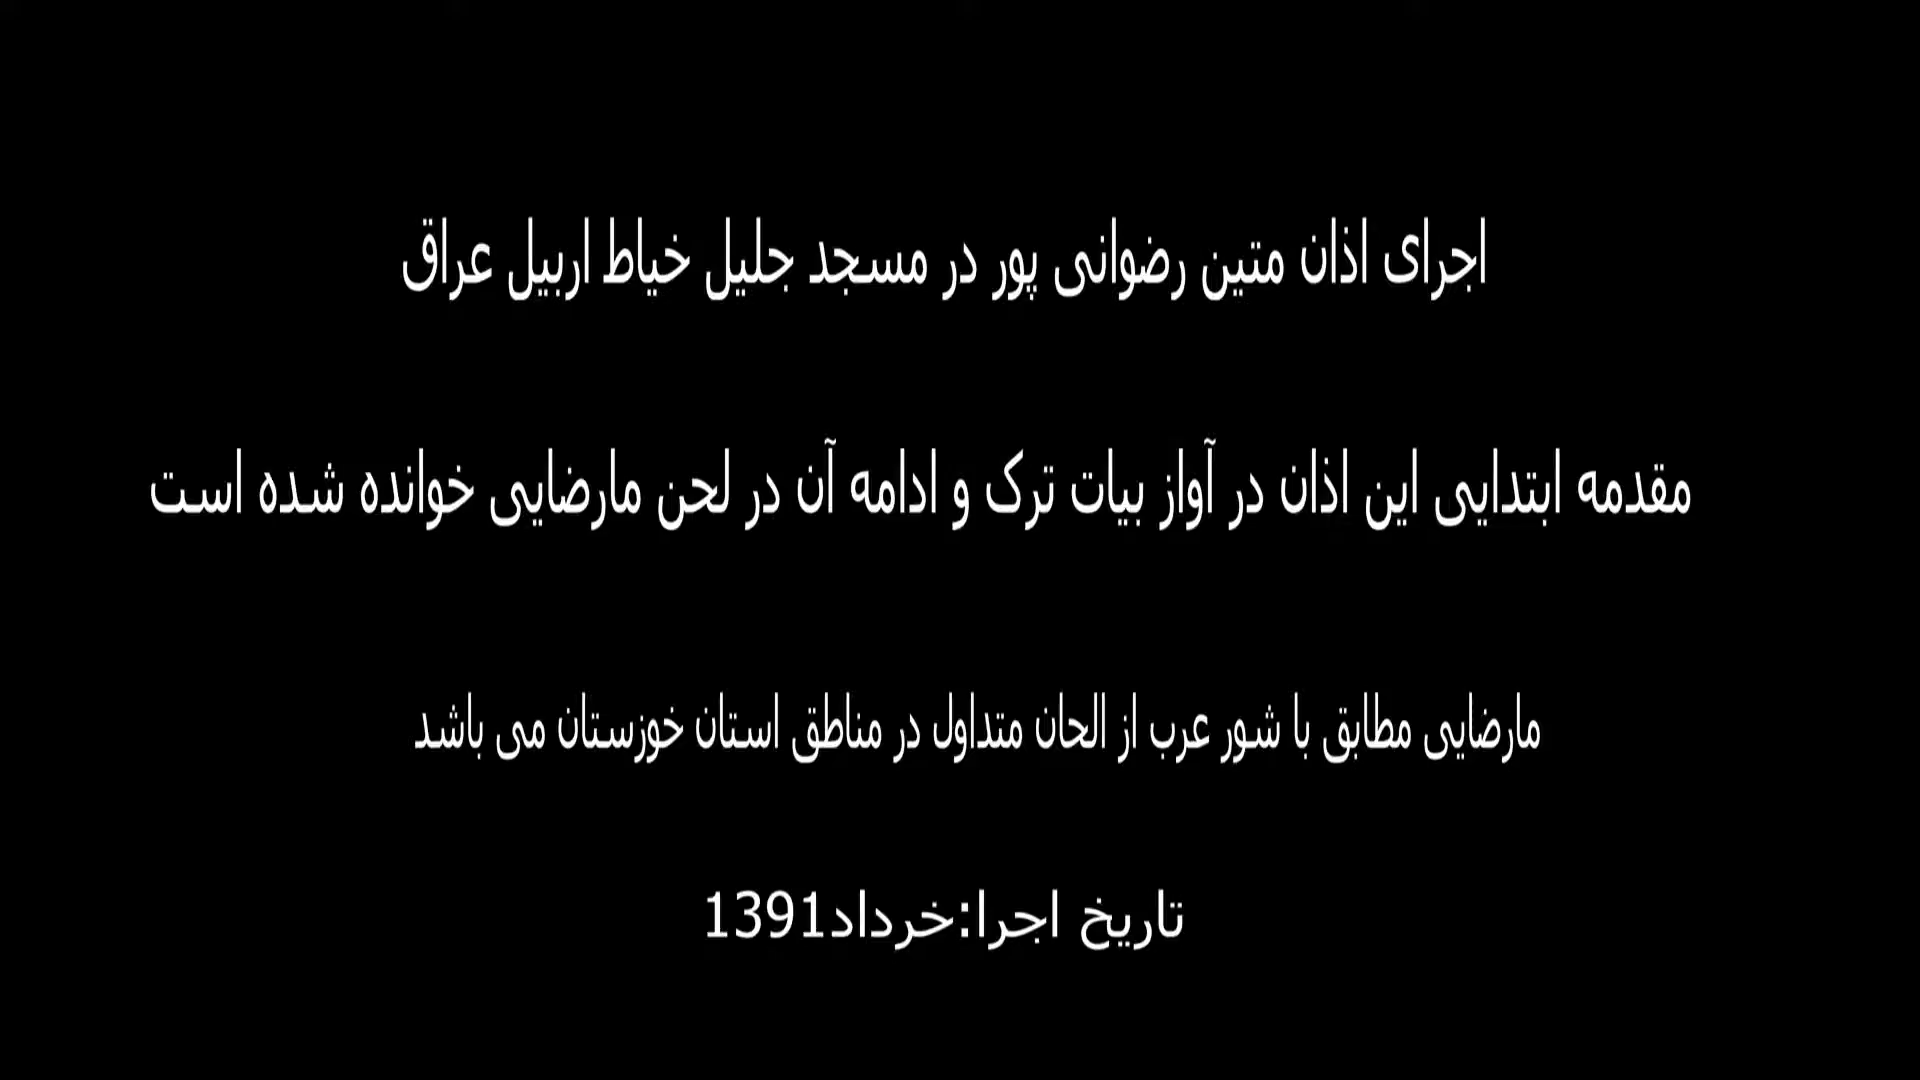 اجرای اذان متین رضوانی پور در مسجد جلیل خیاط اربیل عراق
مقدمه ابتدایی این اذان در آواز بیات ترک و ادامه آن در لحن مارضایی خوانده شده است
مارضایی مطابق با شور عرب از الحان متداول در مناطق استان خوزستان می باشد
تاریخ اجرا:خرداد1391